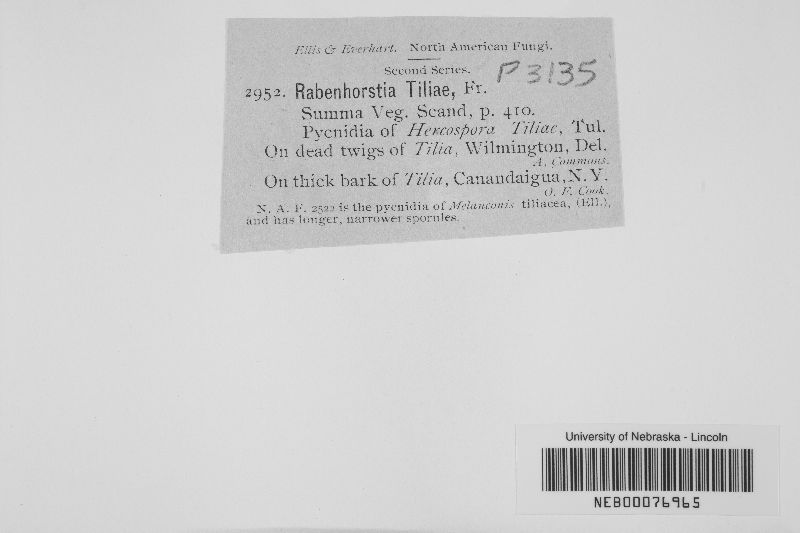 Ellis & Everhart. North American Fungi.
Second Series.
P3135
2952. Rabenhorstia Tiliae, Fr.
Summa Veg. Scand, p. 410.
Pycnidia of Hercospora Tiliae, Tul.
On dead twigs of Tilia, Wilmington, Del.
A. Commons.
On thick bark of Tilia, Canandaigua, N. Y.
O. F. Cook.
N. A. F. 2522 is the pycnidia of Melanconis tiliacea, (Ell.),
and has longer, narrower sporules.
University of Nebraska - Lincoln
NEB00076965